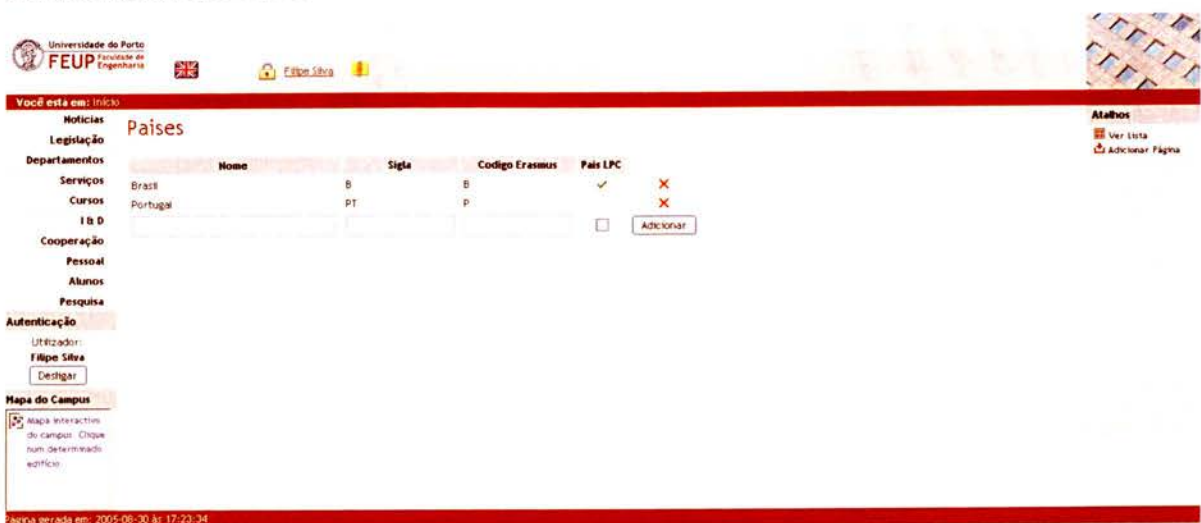 Universidade do Porto
FEUP Faculdade de Engenharia
Filipe Silva
Você está em: Início
Notícias
Legislação
Departamentos
Serviços
Cursos
I & D
Cooperação
Pessoal
Alunos
Pesquisa
Autenticação
Utilizador:
Filipe Silva
Desligar
Mapa do Campus
Mapa interactivo
do campus. Clique
num determinado
edifício.
Paises
Nome Sigla Codigo Erasmus Pais LPC
Brasil B B
Portugal PT P
Adicionar
Atalhos
Ver Lista
Adicionar Página
Página gerada em: 2005-08-30 às 17:23:34